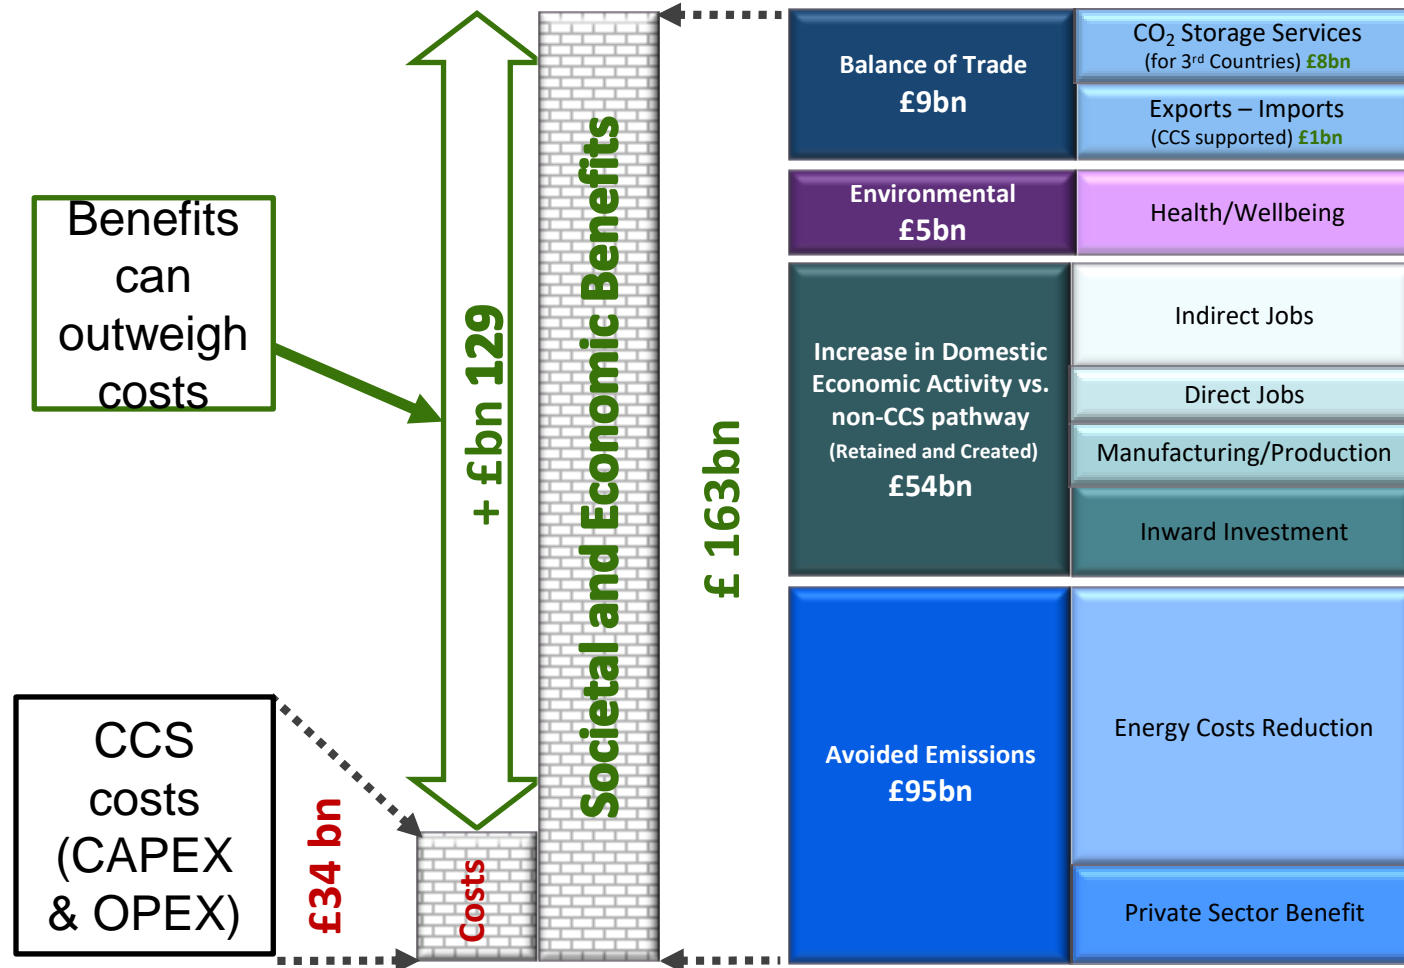 Benefits
can
outweigh
costs
CCS
costs
(CAPEX
& OPEX)
£34 bn
Costs
+ £bn 129
Societal and Economic Benefits
£ 163bn
Balance of Trade
£9bn
CO₂ Storage Services
(for 3ʳᵈ Countries) £8bn
Exports – Imports
(CCS supported) £1bn
Environmental
£5bn
Health/Wellbeing
Increase in Domestic
Economic Activity vs.
non-CCS pathway
(Retained and Created)
£54bn
Indirect Jobs
Direct Jobs
Manufacturing/Production
Inward Investment
Avoided Emissions
£95bn
Energy Costs Reduction
Private Sector Benefit